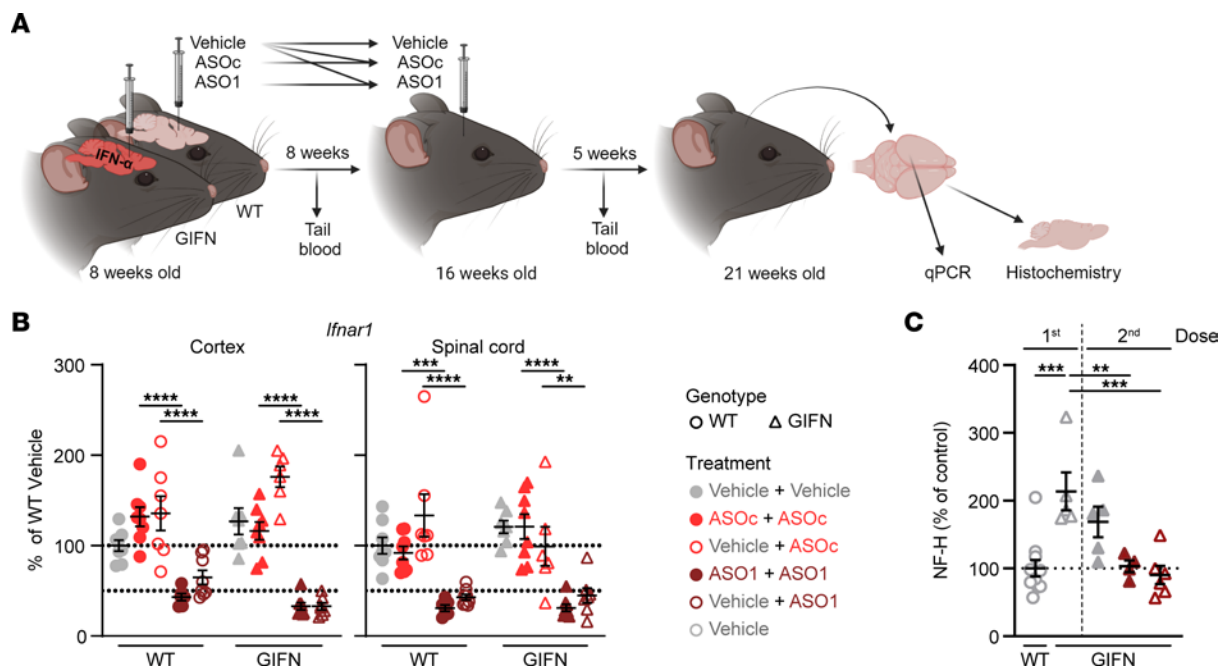 A
Vehicle Vehicle
ASOc ASOc
ASO1 ASO1
IFN-α
8 weeks
5 weeks
WT
Tail
blood
Tail
blood
GIFN
8 weeks old
16 weeks old
21 weeks old
qPCR
Histochemistry
B
Ifnar1
Cortex
Spinal cord
% of WT Vehicle
300
200
100
0
**** **** **** ****
*** **** **** **
WT GIFN WT GIFN
Genotype
WT GIFN
Treatment
Vehicle + Vehicle
ASOc + ASOc
Vehicle + ASOc
ASO1 + ASO1
Vehicle + ASO1
Vehicle
C
1st 2nd Dose
NF-H (% of control)
400
300
200
100
0
*** **
***
WT GIFN